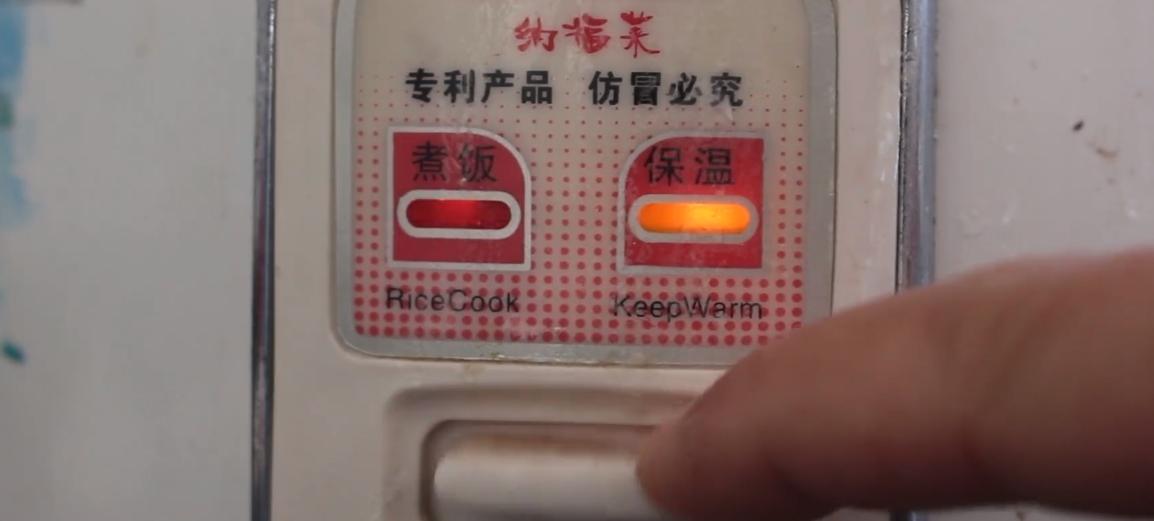 纳福莱
专利产品 仿冒必究
煮饭 保温
RiceCook KeepWarm